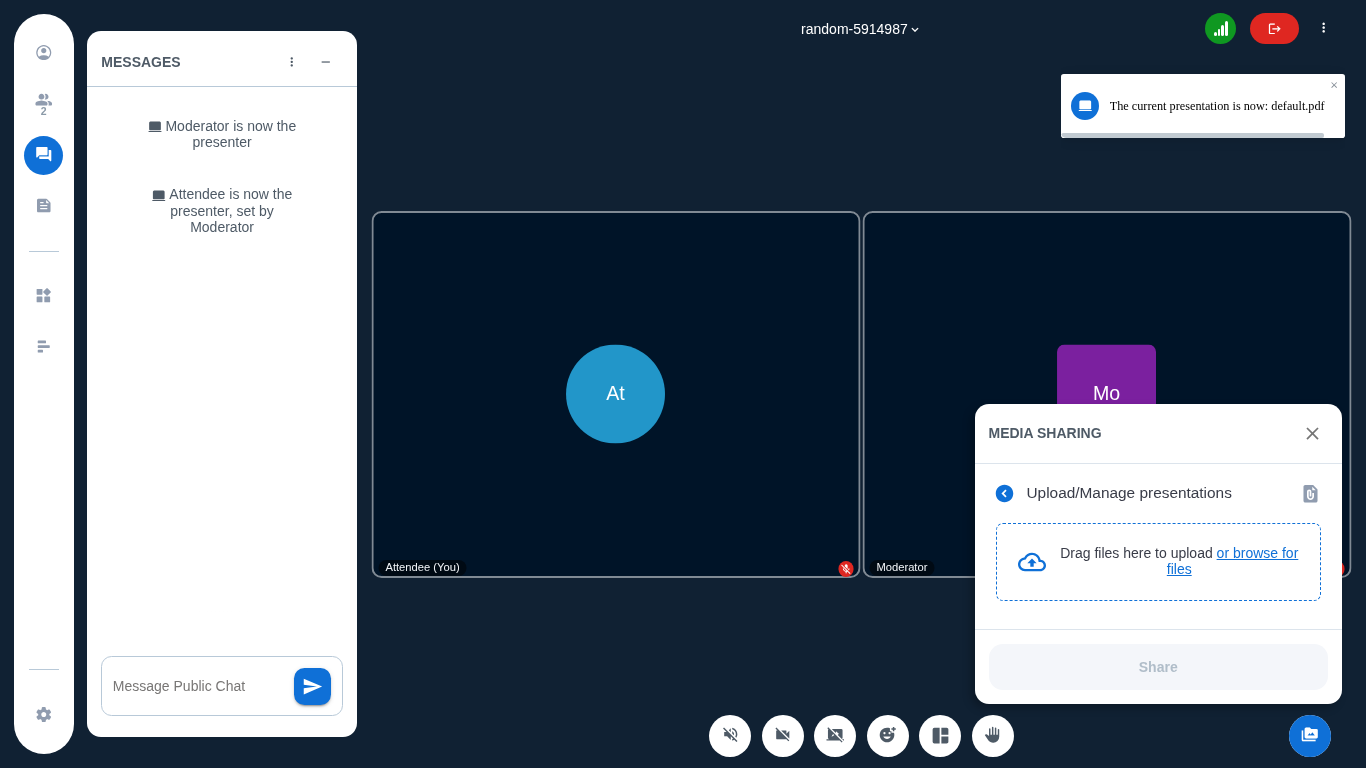 random-5914987
MESSAGES
2
Moderator is now the
presenter
Attendee is now the
presenter, set by
Moderator
Message Public Chat
The current presentation is now: default.pdf
At
Mo
Attendee (You)
Moderator
MEDIA SHARING
Upload/Manage presentations
Drag files here to upload or browse for
files
Share